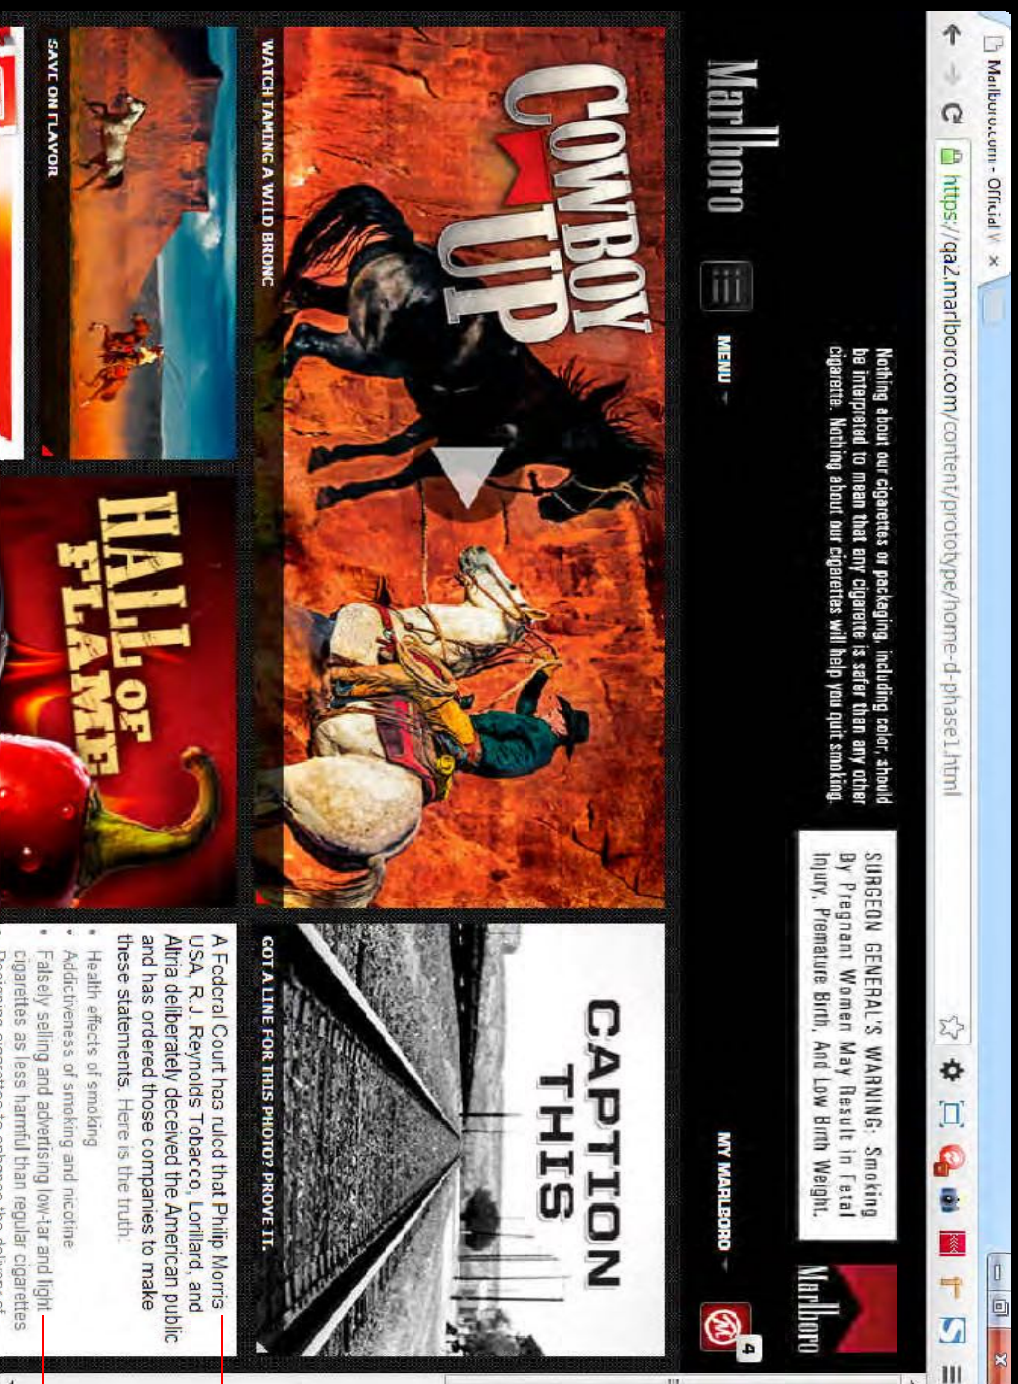 Marlboro.com - Official
https://qa2.marlboro.com/content/prototype/home-d-phase1.html
Nothing about our cigarettes or packaging, including color, should
be interpreted to mean that any cigarette is safer than any other
cigarette. Nothing about our cigarettes will help you quit smoking.
SURGEON GENERAL'S WARNING: Smoking
By Pregnant Women May Result in Fetal
Injury, Premature Birth, And Low Birth Weight.
Marlboro
Marlboro
MENU
MY MARLBORO
4
COWBOY
UP
WATCH TAMING A WILD BRONC
CAPTION
THIS
GOT A LINE FOR THIS PHOTO? PROVE IT.
SAVE ON FLAVOR
HALL OF
FLAME
A Federal Court has ruled that Philip Morris
USA, R.J. Reynolds Tobacco, Lorillard, and
Altria deliberately deceived the American public
and has ordered those companies to make
these statements. Here is the truth:
• Health effects of smoking
• Addictiveness of smoking and nicotine
• Falsely selling and advertising low-tar and light
cigarettes as less harmful than regular cigarettes